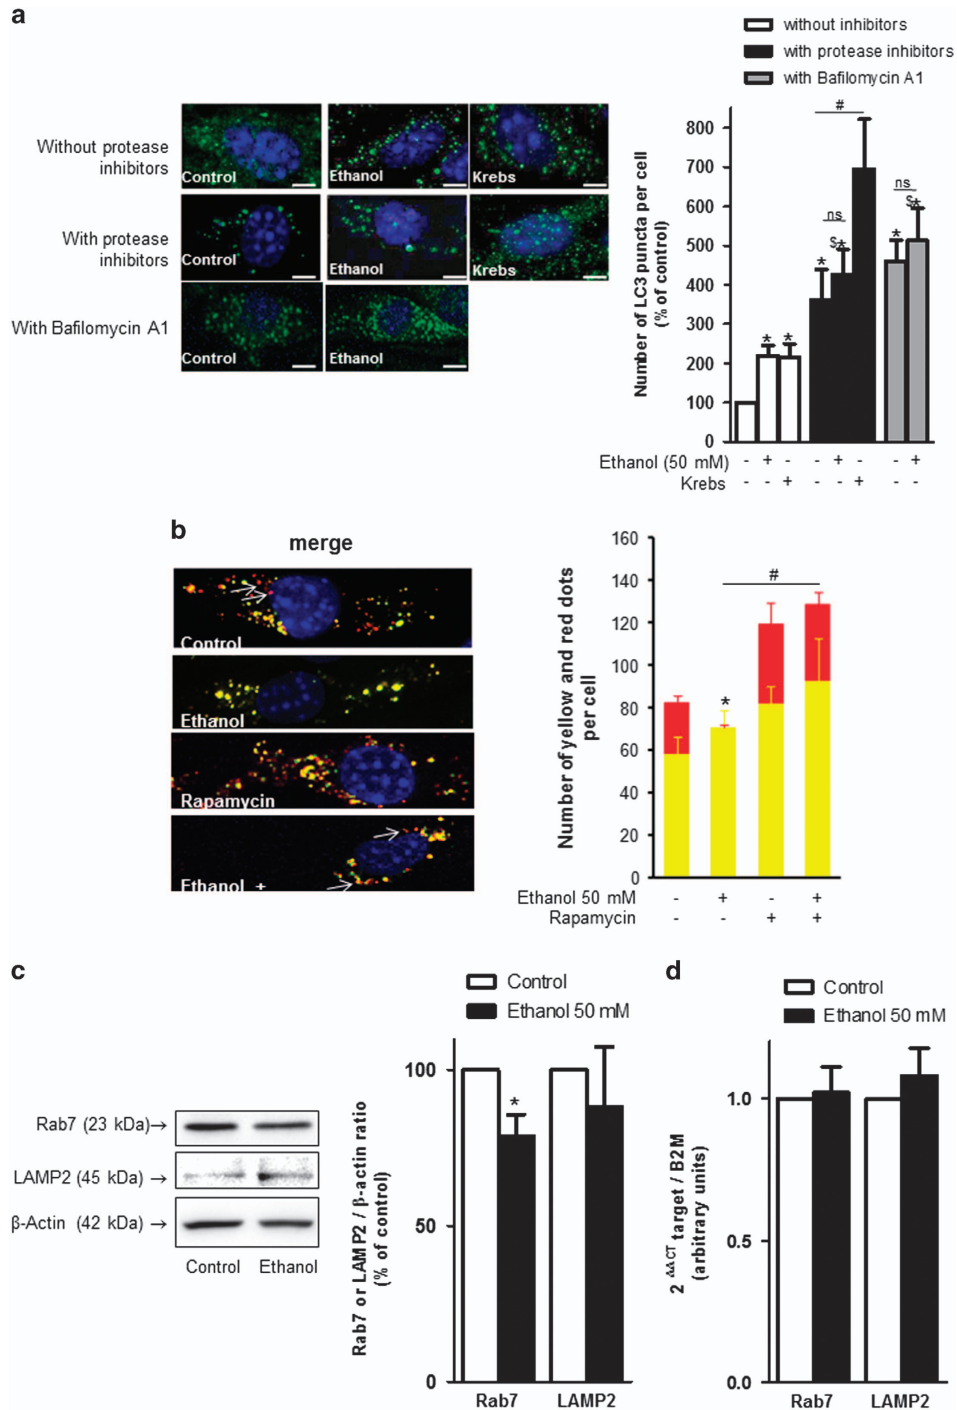 a
without inhibitors
with protease inhibitors
with Bafilomycin A1
Without protease
inhibitors
Control
Ethanol
Krebs
With protease
inhibitors
Control
Ethanol
Krebs
With Bafilomycin A1
Control
Ethanol
Number of LC3 puncta per cell
(% of control)
800
700
600
500
400
300
200
100
0
* * * $* # ns * $* ns
Ethanol (50 mM) - + - - + - - +
Krebs - - + - - + - -
b
merge
Control
Ethanol
Rapamycin
Ethanol +
Number of yellow and red dots
per cell
160
140
120
100
80
60
40
20
0
* #
Ethanol 50 mM - + - +
Rapamycin - - + +
c
Rab7 (23 kDa)→
LAMP2 (45 kDa) →
β-Actin (42 kDa) →
Control Ethanol
Control
Ethanol 50 mM
Rab7 or LAMP2 / β-actin ratio
(% of control)
100
50
0
*
Rab7 LAMP2
d
Control
Ethanol 50 mM
2 ΔΔCT target / B2M
(arbitrary units)
1.0
0.5
0.0
Rab7 LAMP2